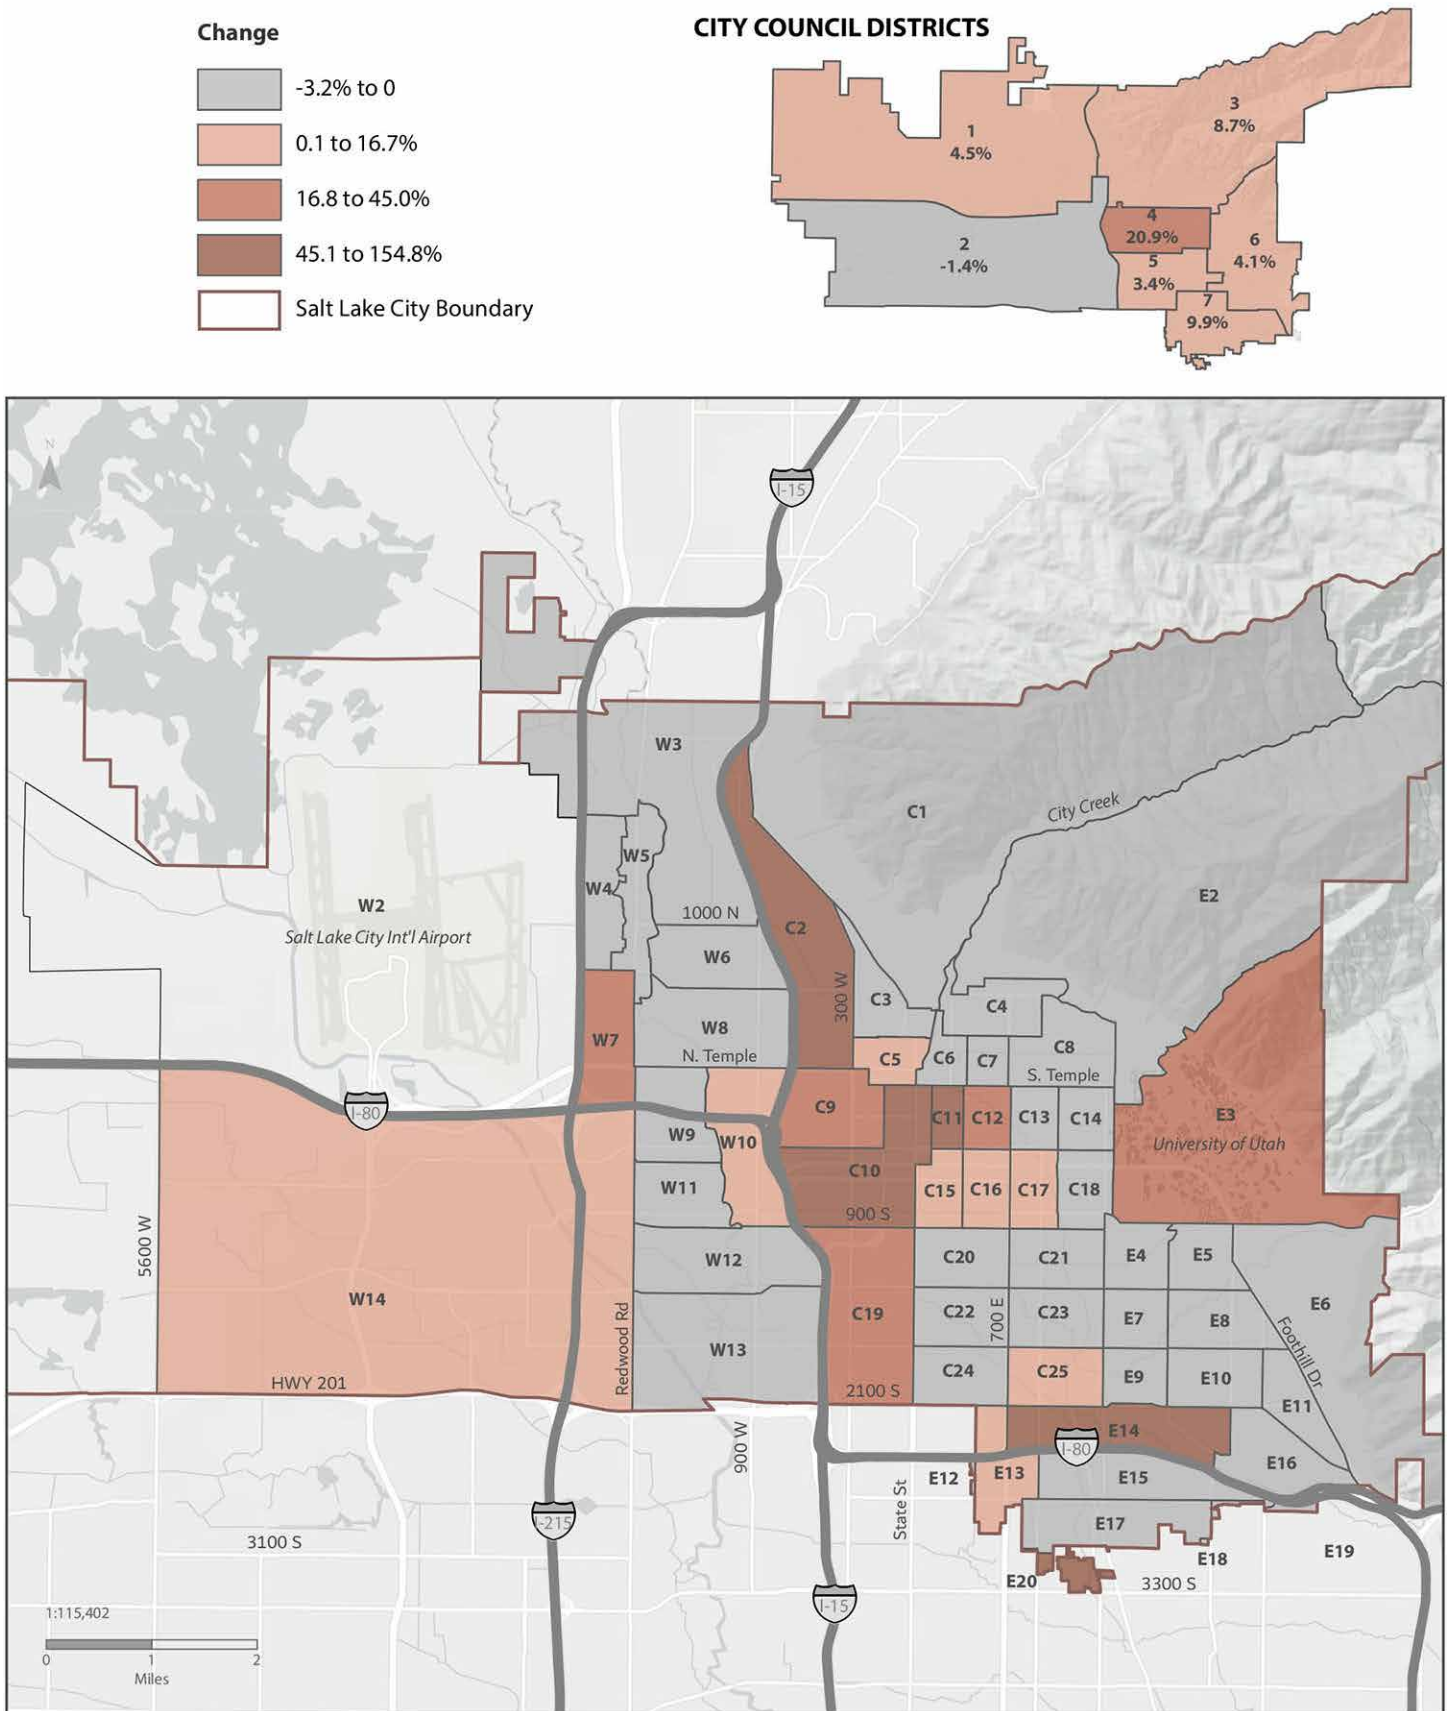 Change
-3.2% to 0
0.1 to 16.7%
16.8 to 45.0%
45.1 to 154.8%
Salt Lake City Boundary
CITY COUNCIL DISTRICTS
1
4.5%
3
8.7%
2
-1.4%
4
20.9%
6
4.1%
5
3.4%
7
9.9%
N
I-15
W3
C1
City Creek
W5
W4
W2
Salt Lake City Int'l Airport
1000 N
C2
E2
W6
300 W
C3
C4
W7
W8
N. Temple
C5
C6
C7
C8
S. Temple
I-80
C9
C11
C12
C13
C14
E3
University of Utah
W9
W10
C10
W11
C15
C16
C17
C18
900 S
5600 W
W12
C20
C21
E4
E5
W14
C19
C22
700 E
C23
E7
E8
E6
Redwood Rd
W13
Foothill Dr
HWY 201
2100 S
C24
C25
E9
E10
E11
900 W
E14
I-80
E12
E13
E15
E16
State St
I-215
E17
3100 S
E18
E19
E20
3300 S
I-15
1:115,402
0
1
2
Miles